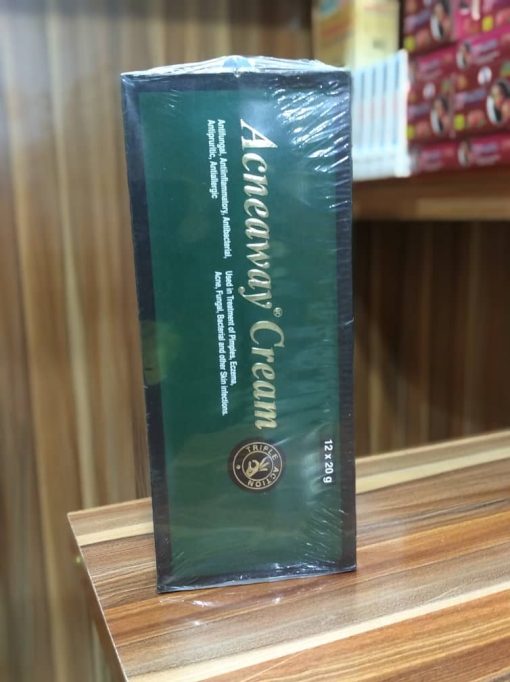 Acneaway® Cream
Antifungal, Antiinflammatory, Antibacterial,
Antipruritic, Antiallergic
Used in Treatment of Pimples, Eczema,
Acne, Fungal, Bacterial and other Skin infections.
12 x 20 g
TRIPLE ACTION